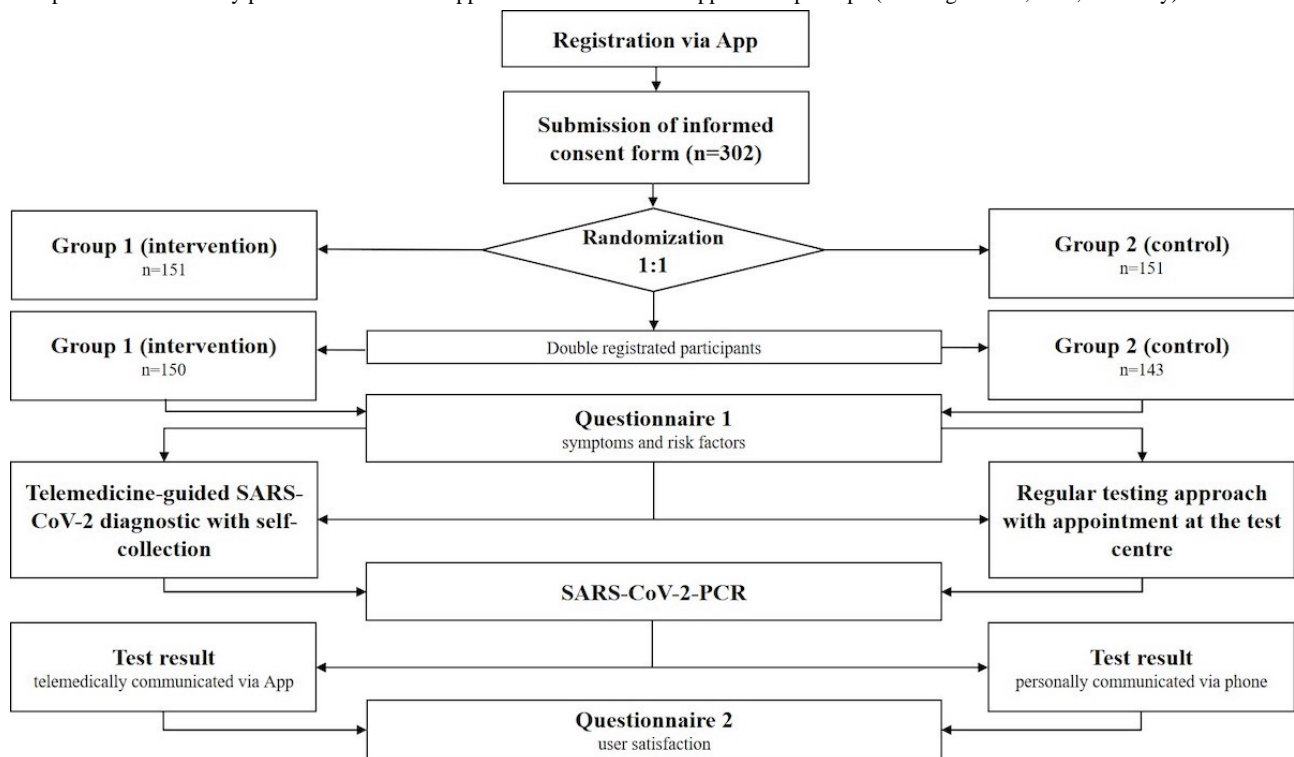 Registration via App
Submission of informed
consent form (n=302)
Randomization
1:1
Group 1 (intervention)
n=151
Group 2 (control)
n=151
Group 1 (intervention)
n=150
Double registrated participants
Group 2 (control)
n=143
Questionnaire 1
symptoms and risk factors
Telemedicine-guided SARS-
CoV-2 diagnostic with self-
collection
Regular testing approach
with appointment at the test
centre
SARS-CoV-2-PCR
Test result
telemedically communicated via App
Test result
personally communicated via phone
Questionnaire 2
user satisfaction